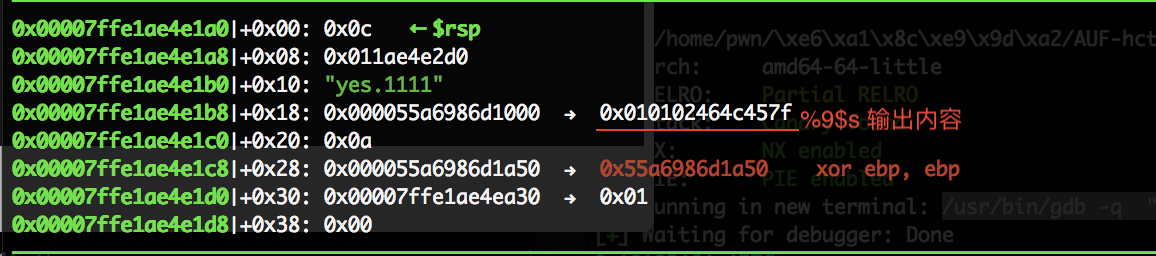 0x00007ffe1ae4e1a0|+0x00: 0x0c ←$rsp
0x00007ffe1ae4e1a8|+0x08: 0x011ae4e2d0
0x00007ffe1ae4e1b0|+0x10: "yes.1111"
0x00007ffe1ae4e1b8|+0x18: 0x000055a6986d1000 → 0x010102464c457f %9$s 输出内容
0x00007ffe1ae4e1c0|+0x20: 0x0a
0x00007ffe1ae4e1c8|+0x28: 0x000055a6986d1a50 → 0x55a6986d1a50 xor ebp, ebp
0x00007ffe1ae4e1d0|+0x30: 0x00007ffe1ae4ea30 → 0x01
0x00007ffe1ae4e1d8|+0x38: 0x00
/home/pwn/\xe6\xa1\x8c\xe9\x9d\xa2/AUF-hct
rch: amd64-64-little
ELRO: Partial RELRO
X: NX enabled
IE: PIE enabled
unning in new terminal: /usr/bin/gdb -q "
[+] Waiting for debugger: Done